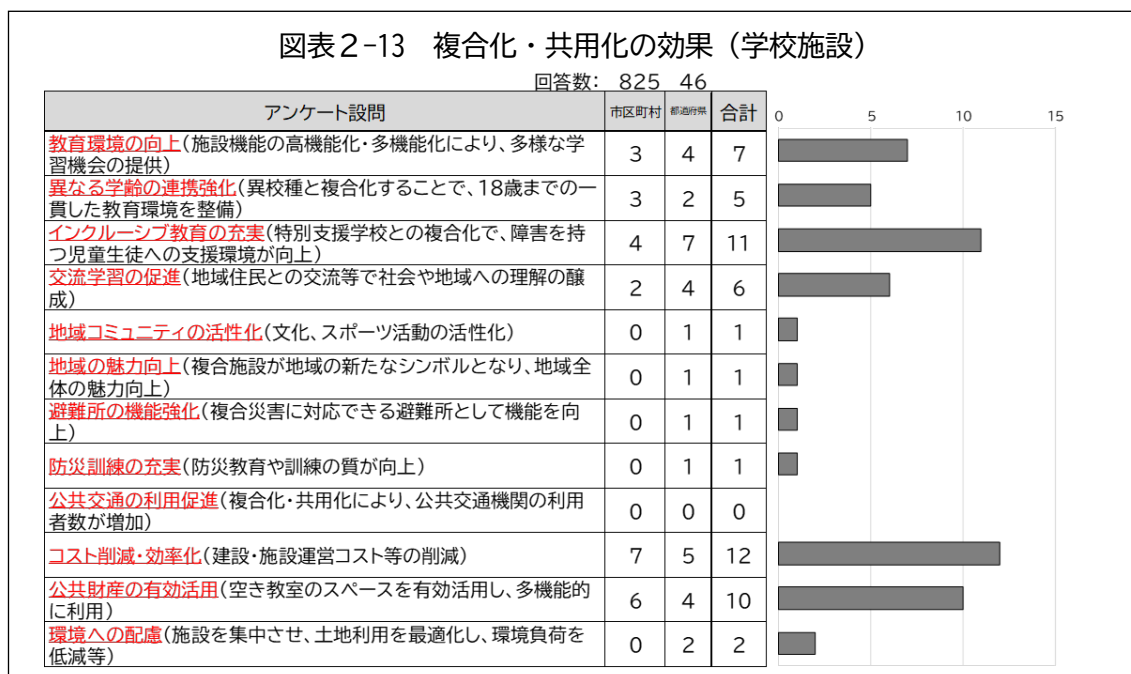 図表２-13　複合化・共用化の効果（学校施設）
回答数： 825 46
アンケート設問 市区町村 都道府県 合計
0 5 10 15
教育環境の向上(施設機能の高機能化・多機能化により、多様な学
習機会の提供)
3 4 7
異なる学齢の連携強化(異校種と複合化することで、18歳までの一
貫した教育環境を整備)
3 2 5
インクルーシブ教育の充実(特別支援学校との複合化で、障害を持
つ児童生徒への支援環境が向上)
4 7 11
交流学習の促進(地域住民との交流等で社会や地域への理解の醸
成)
2 4 6
地域コミュニティの活性化(文化、スポーツ活動の活性化) 0 1 1
地域の魅力向上(複合施設が地域の新たなシンボルとなり、地域全
体の魅力向上)
0 1 1
避難所の機能強化(複合災害に対応できる避難所として機能を向
上)
0 1 1
防災訓練の充実(防災教育や訓練の質が向上) 0 1 1
公共交通の利用促進(複合化・共用化により、公共交通機関の利用
者数が増加)
0 0 0
コスト削減・効率化(建設・施設運営コスト等の削減) 7 5 12
公共財産の有効活用(空き教室のスペースを有効活用し、多機能的
に利用)
6 4 10
環境への配慮(施設を集中させ、土地利用を最適化し、環境負荷を
低減等)
0 2 2